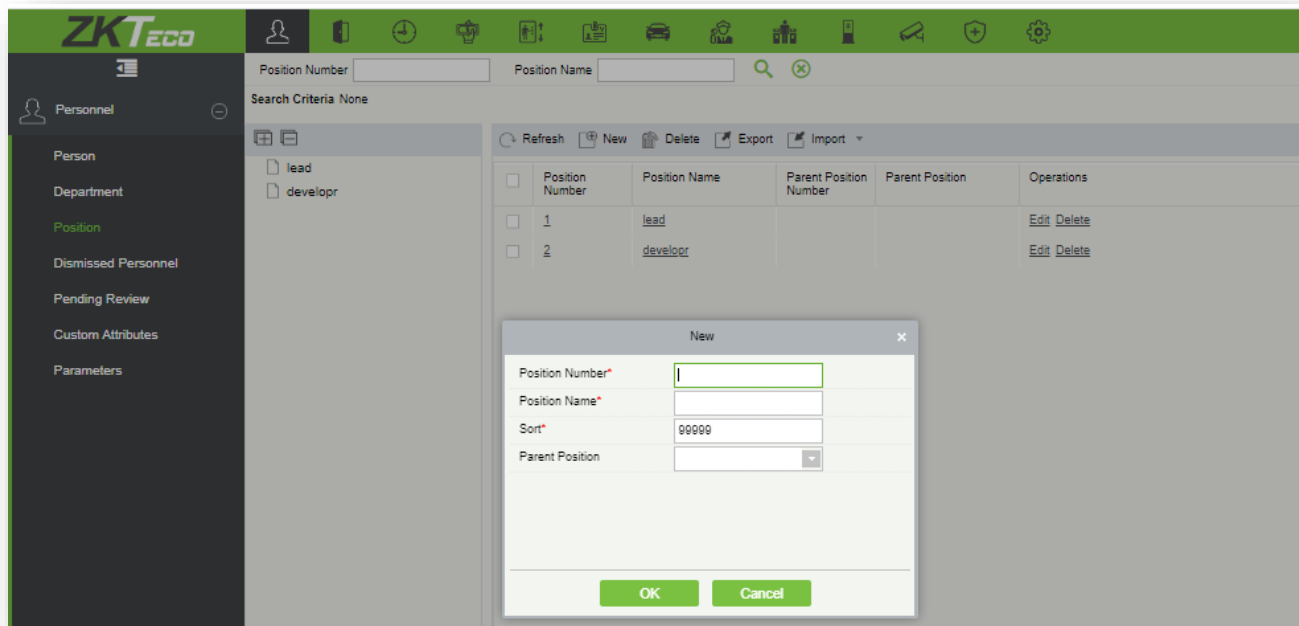 ZKTECO
Position Number
Position Name
Search Criteria None
Personnel
Person
Department
Position
Dismissed Personnel
Pending Review
Custom Attributes
Parameters
lead
developr
Refresh New Delete Export Import
Position Number Position Name Parent Position Number Parent Position Operations
1 lead Edit Delete
2 developr Edit Delete
New
Position Number*
Position Name*
Sort* 99999
Parent Position
OK Cancel